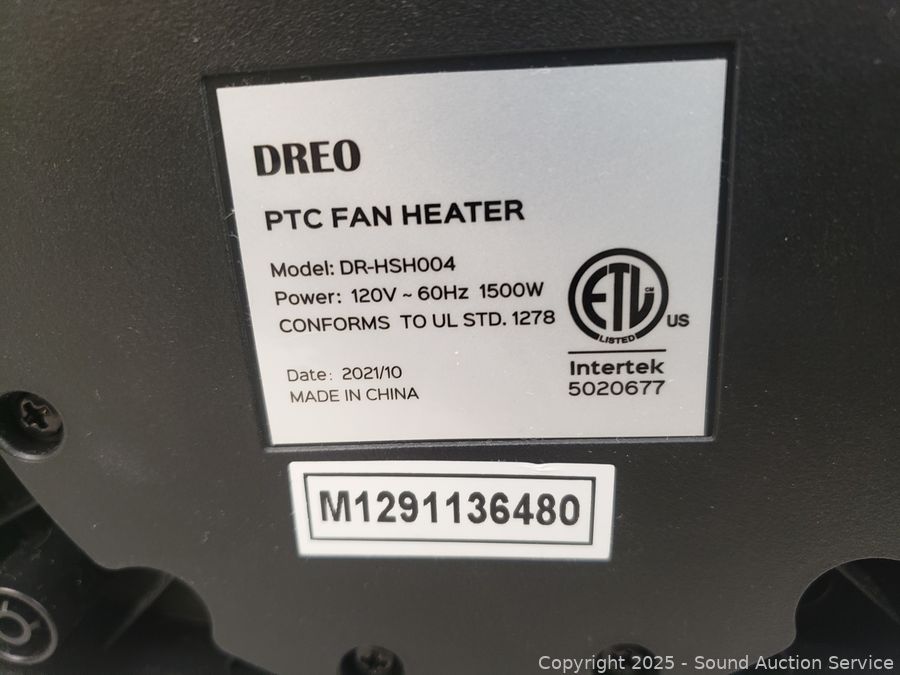 DREO
PTC FAN HEATER
Model: DR-HSH004
Power: 120V ~ 60Hz 1500W
CONFORMS TO UL STD. 1278
Date: 2021/10
MADE IN CHINA
ETL CM
LISTED
US
Intertek
5020677
M1291136480
Copyright © 2025 - Sound Auction Service